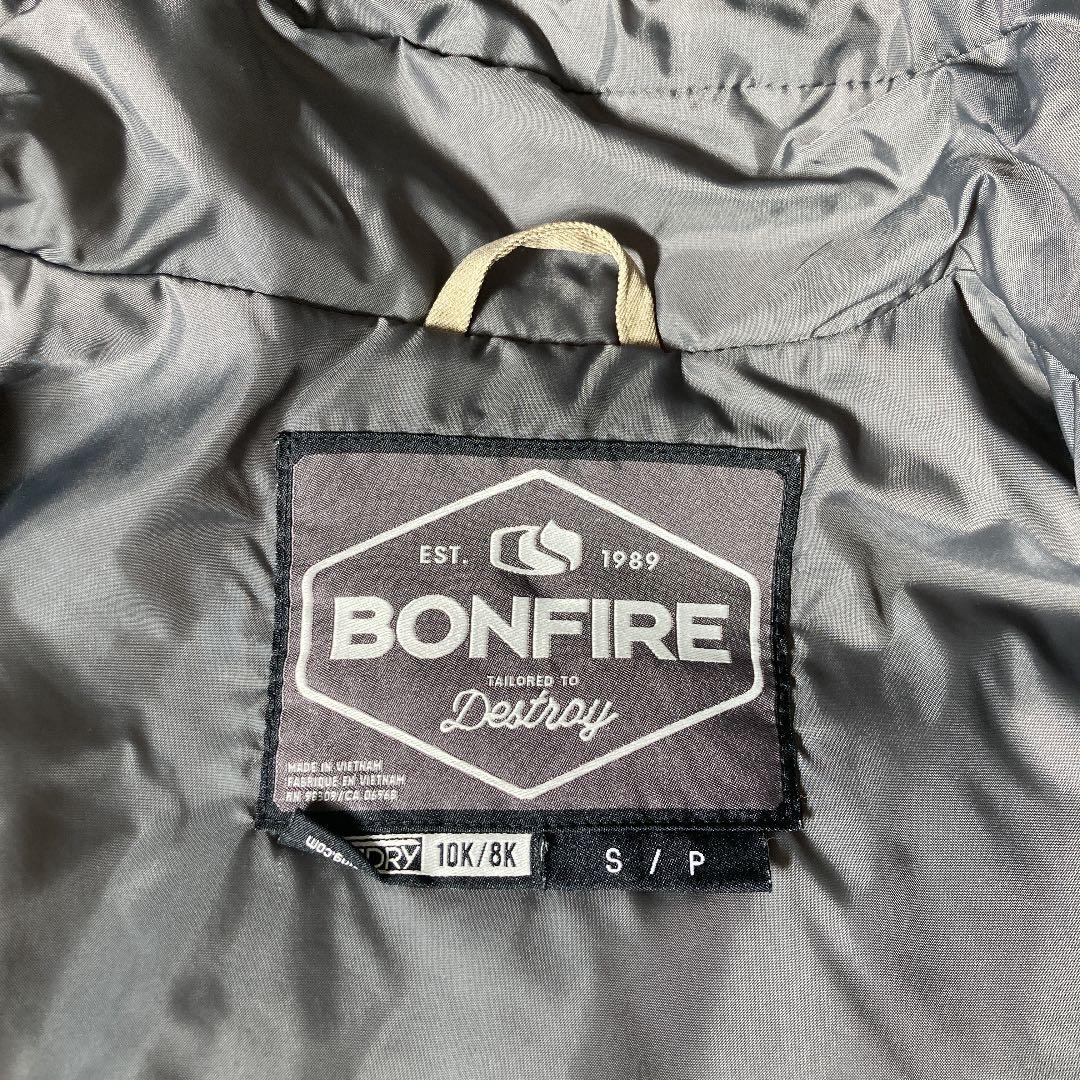 EST. 1989
BONFIRE
TAILORED TO
Destroy
MADE IN VIETNAM
FABRIQUE EN VIETNAM
10K/8K
S / P